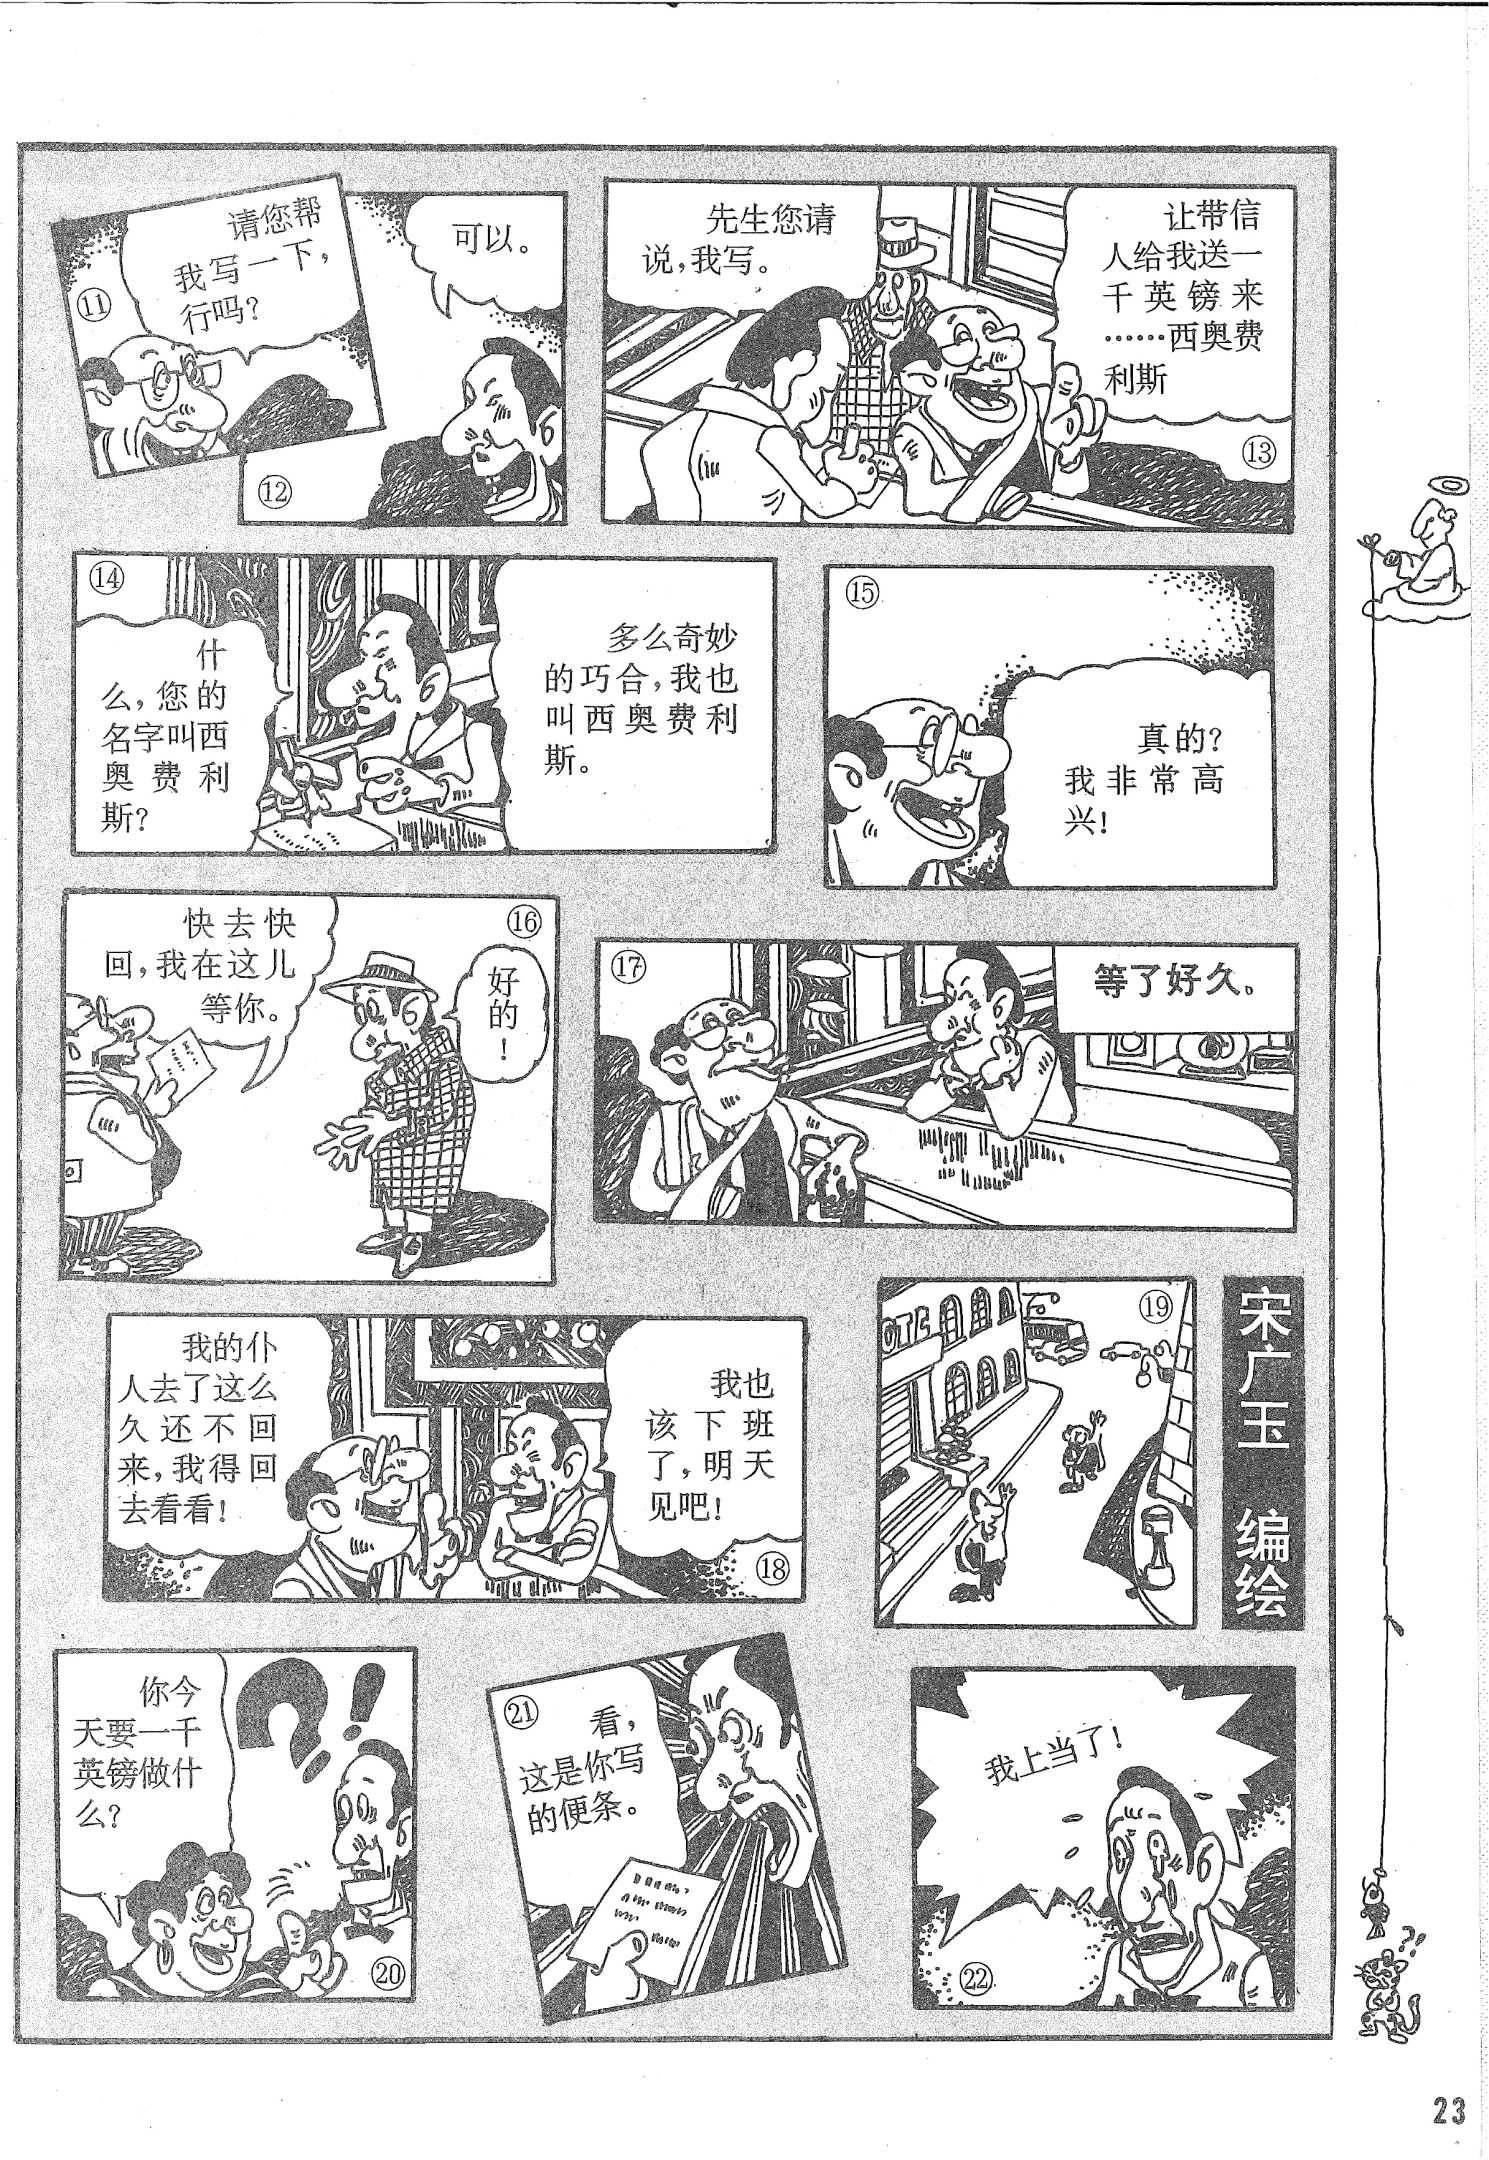 请您帮
我写一下，
行吗？
⑪
可以。
⑫
先生您请
说，我写。
让带信
人给我送一
千英镑来
……西奥费
利斯
⑬
⑭
什
么，您的
名字叫西
奥费利
斯？
多么奇妙
的巧合，我也
叫西奥费利
斯。
⑮
真的？
我非常高
兴！
快去快
回，我在这儿
等你。
⑯
好的！
⑰
等了好久。
我的仆
人去了这么
久还不回
来，我得回
去看看！
我也
该下班
了，明天
见吧！
⑱
OTE
⑲
宋广玉 编绘
你今
天要一千
英镑做什
么？
？！
⑳
㉑
看，
这是你写
的便条。
我上当了！
㉒
??!
23